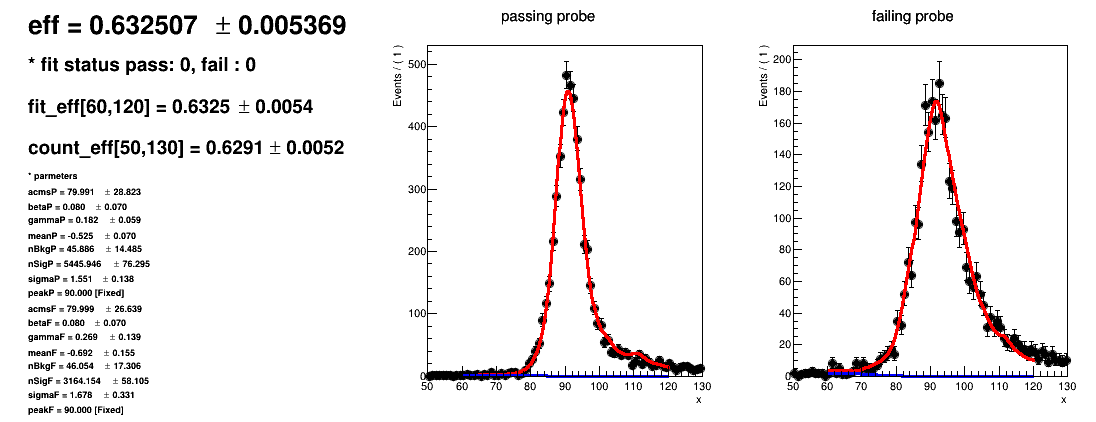 eff = 0.632507 ± 0.005369
* fit status pass: 0, fail : 0
fit_eff[60,120] = 0.6325 ± 0.0054
count_eff[50,130] = 0.6291 ± 0.0052
* parmeters
acmsP = 79.991 ± 28.823
betaP = 0.080 ± 0.070
gammaP = 0.182 ± 0.059
meanP = -0.525 ± 0.070
nBkgP = 45.886 ± 14.485
nSigP = 5445.946 ± 76.295
sigmaP = 1.551 ± 0.138
peakP = 90.000 [Fixed]
acmsF = 79.999 ± 26.639
betaF = 0.080 ± 0.070
gammaF = 0.269 ± 0.139
meanF = -0.692 ± 0.155
nBkgF = 46.054 ± 17.306
nSigF = 3164.154 ± 58.105
sigmaF = 1.678 ± 0.331
peakF = 90.000 [Fixed]
passing probe
Events / ( 1 )
500
400
300
200
100
0
50 60 70 80 90 100 110 120 130
x
failing probe
Events / ( 1 )
200
180
160
140
120
100
80
60
40
20
0
50 60 70 80 90 100 110 120 130
x